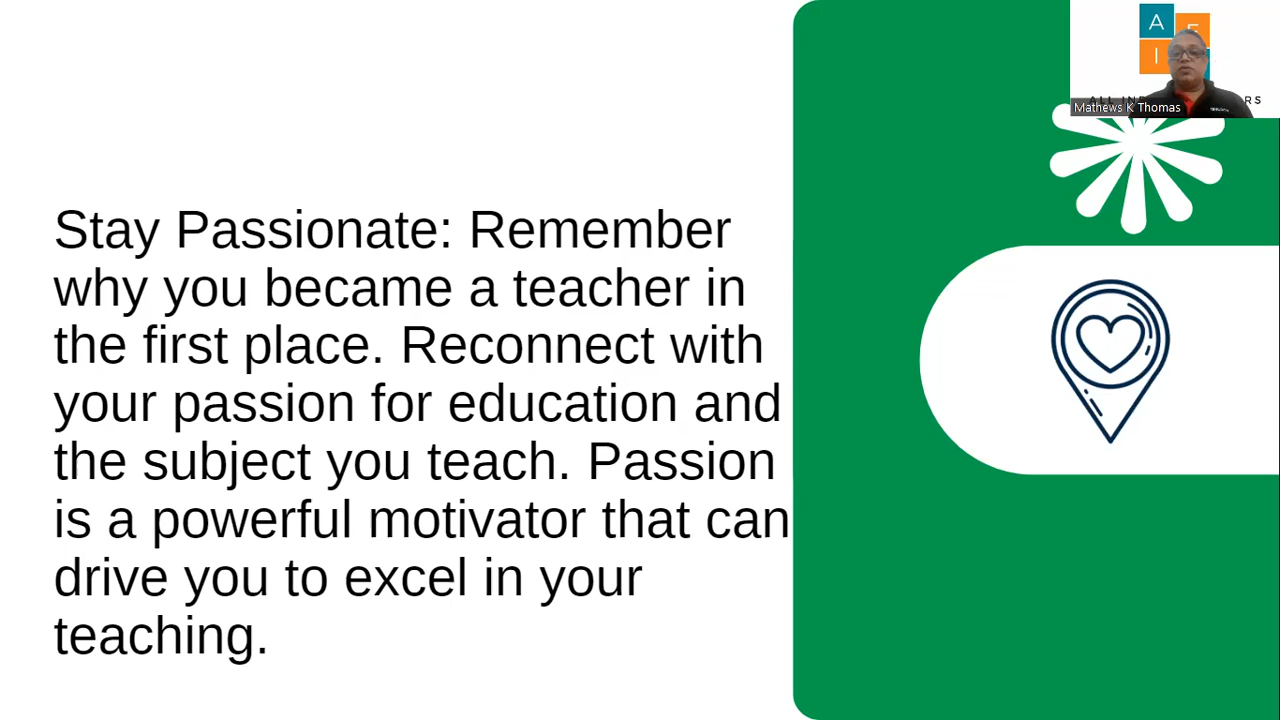 Stay Passionate: Remember
why you became a teacher in
the first place. Reconnect with
your passion for education and
the subject you teach. Passion
is a powerful motivator that can
drive you to excel in your
teaching.
A
I
Mathews K Thomas